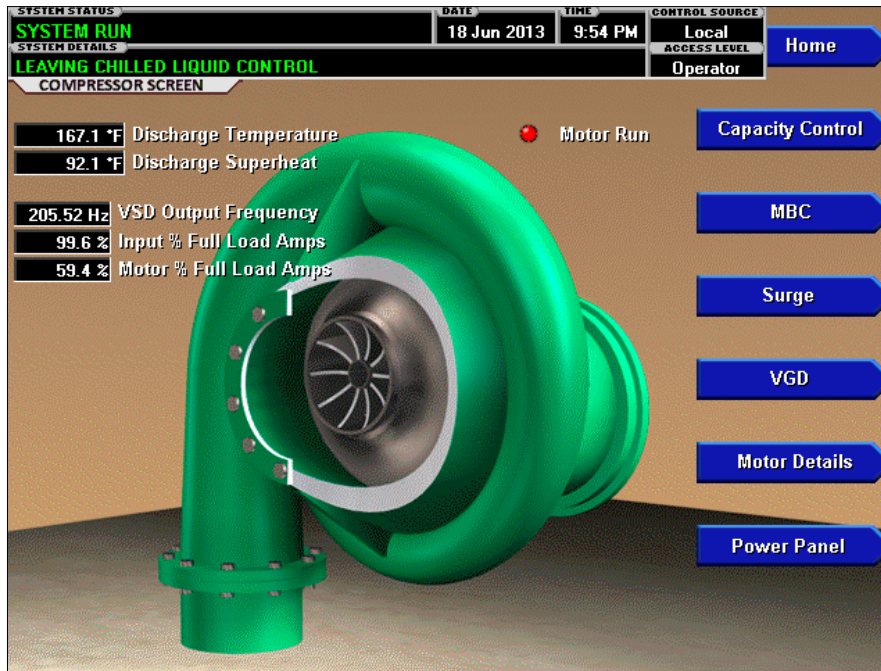 SYSTEM STATUS
SYSTEM RUN
DATE
18 Jun 2013
TIME
9:54 PM
CONTROL SOURCE
Local
SYSTEM DETAILS
LEAVING CHILLED LIQUID CONTROL
ACCESS LEVEL
Operator
Home
COMPRESSOR SCREEN
167.1 °F Discharge Temperature
Motor Run
Capacity Control
92.1 °F Discharge Superheat
205.52 Hz VSD Output Frequency
MBC
99.6 % Input % Full Load Amps
59.4 % Motor % Full Load Amps
Surge
VGD
Motor Details
Power Panel